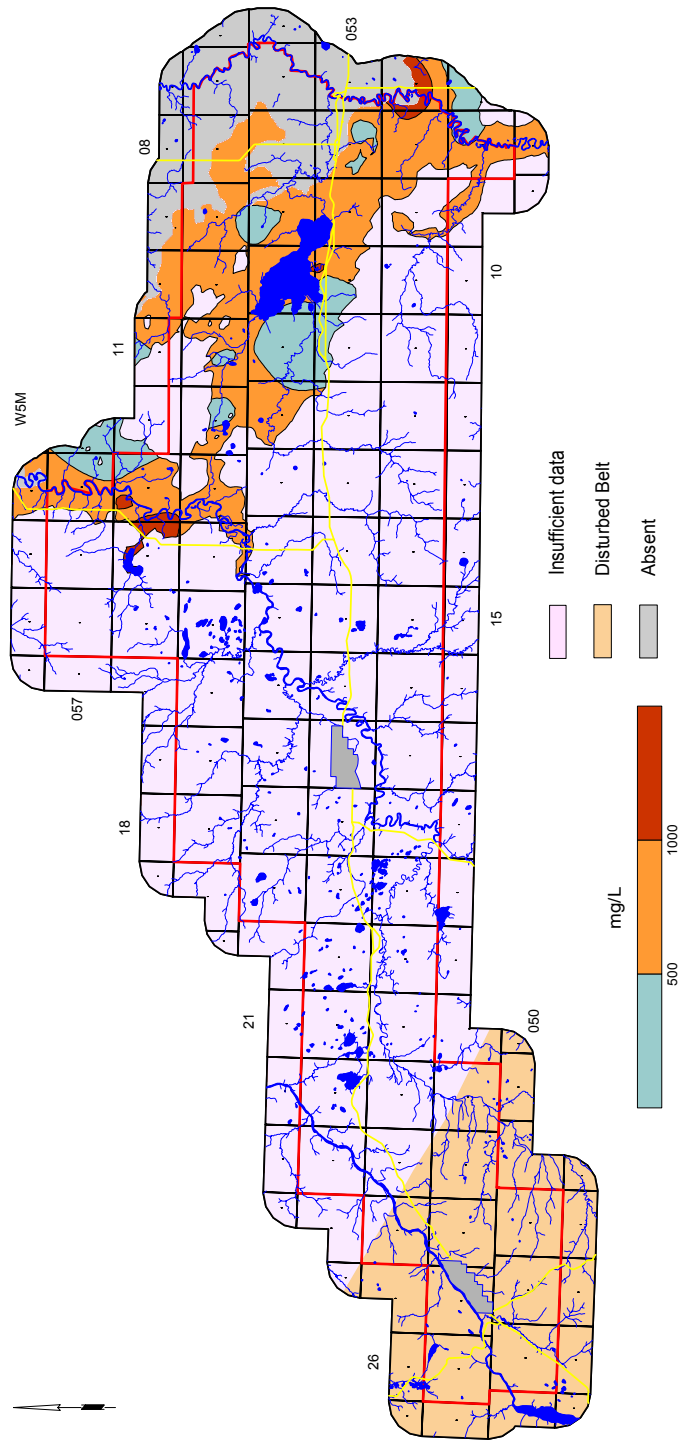 W5M
08
053
11
10
057
15
18
21
050
26
Insufficient data
Disturbed Belt
Absent
mg/L
500
1000